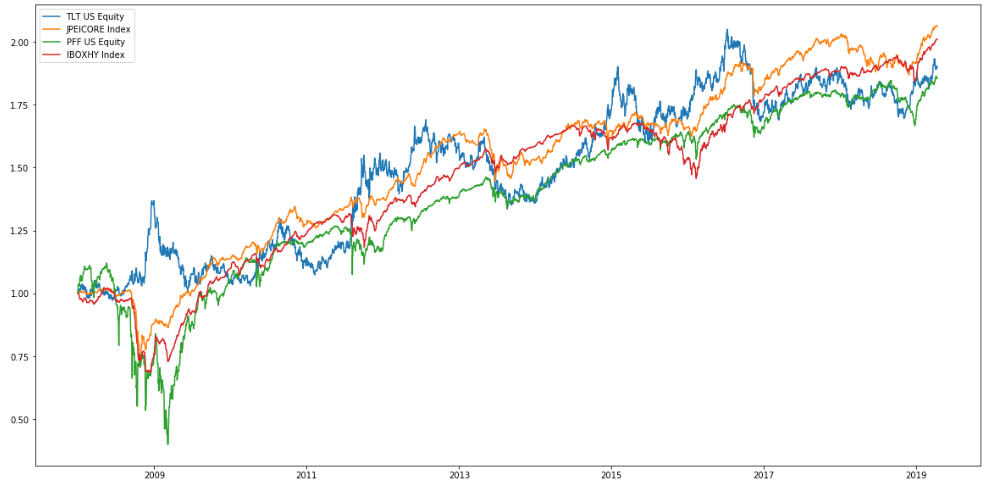 TLT US Equity
JPEICORE Index
PFF US Equity
IBOXHY Index
2.00
1.75
1.50
1.25
1.00
0.75
0.50
2009 2011 2013 2015 2017 2019